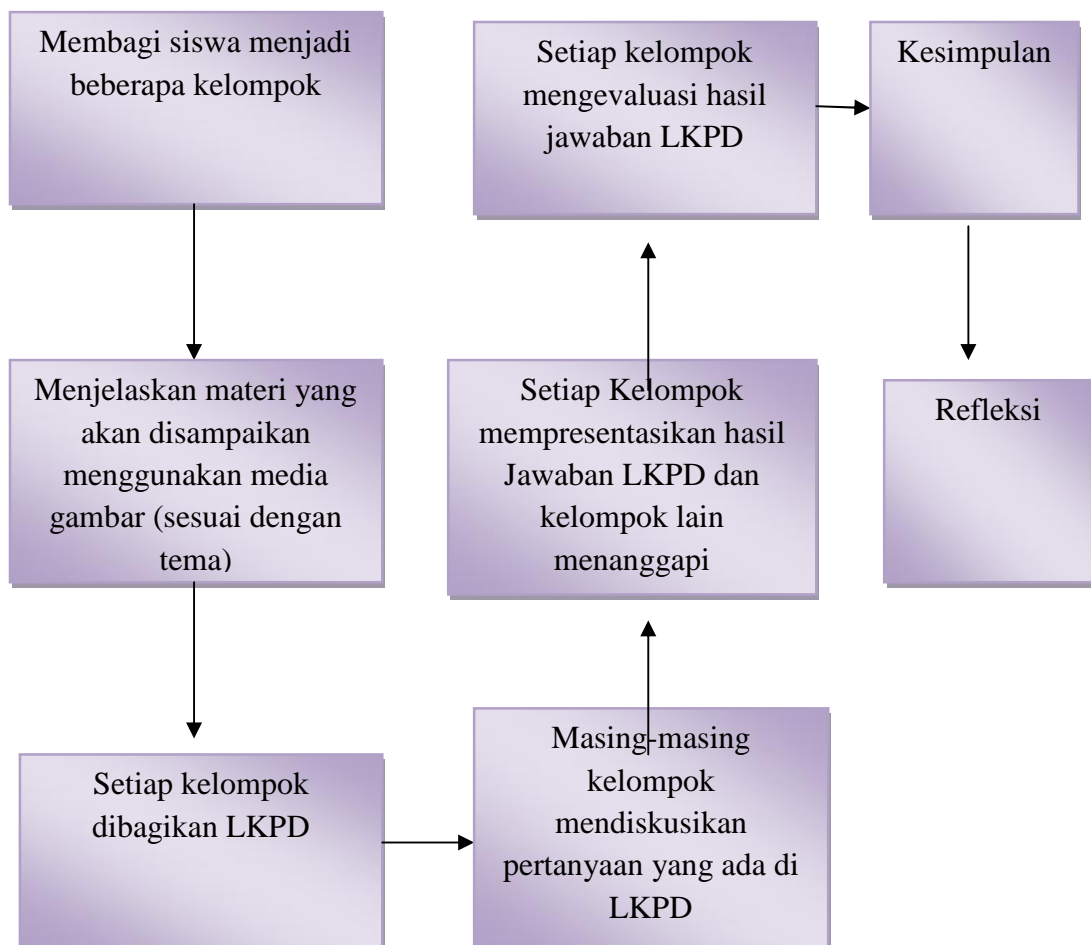 Membagi siswa menjadi
beberapa kelompok
Menjelaskan materi yang
akan disampaikan
menggunakan media
gambar (sesuai dengan
tema)
Setiap kelompok
dibagikan LKPD
Masing-masing
kelompok
mendiskusikan
pertanyaan yang ada di
LKPD
Setiap Kelompok
mempresentasikan hasil
Jawaban LKPD dan
kelompok lain
menanggapi
Setiap kelompok
mengevaluasi hasil
jawaban LKPD
Kesimpulan
Refleksi